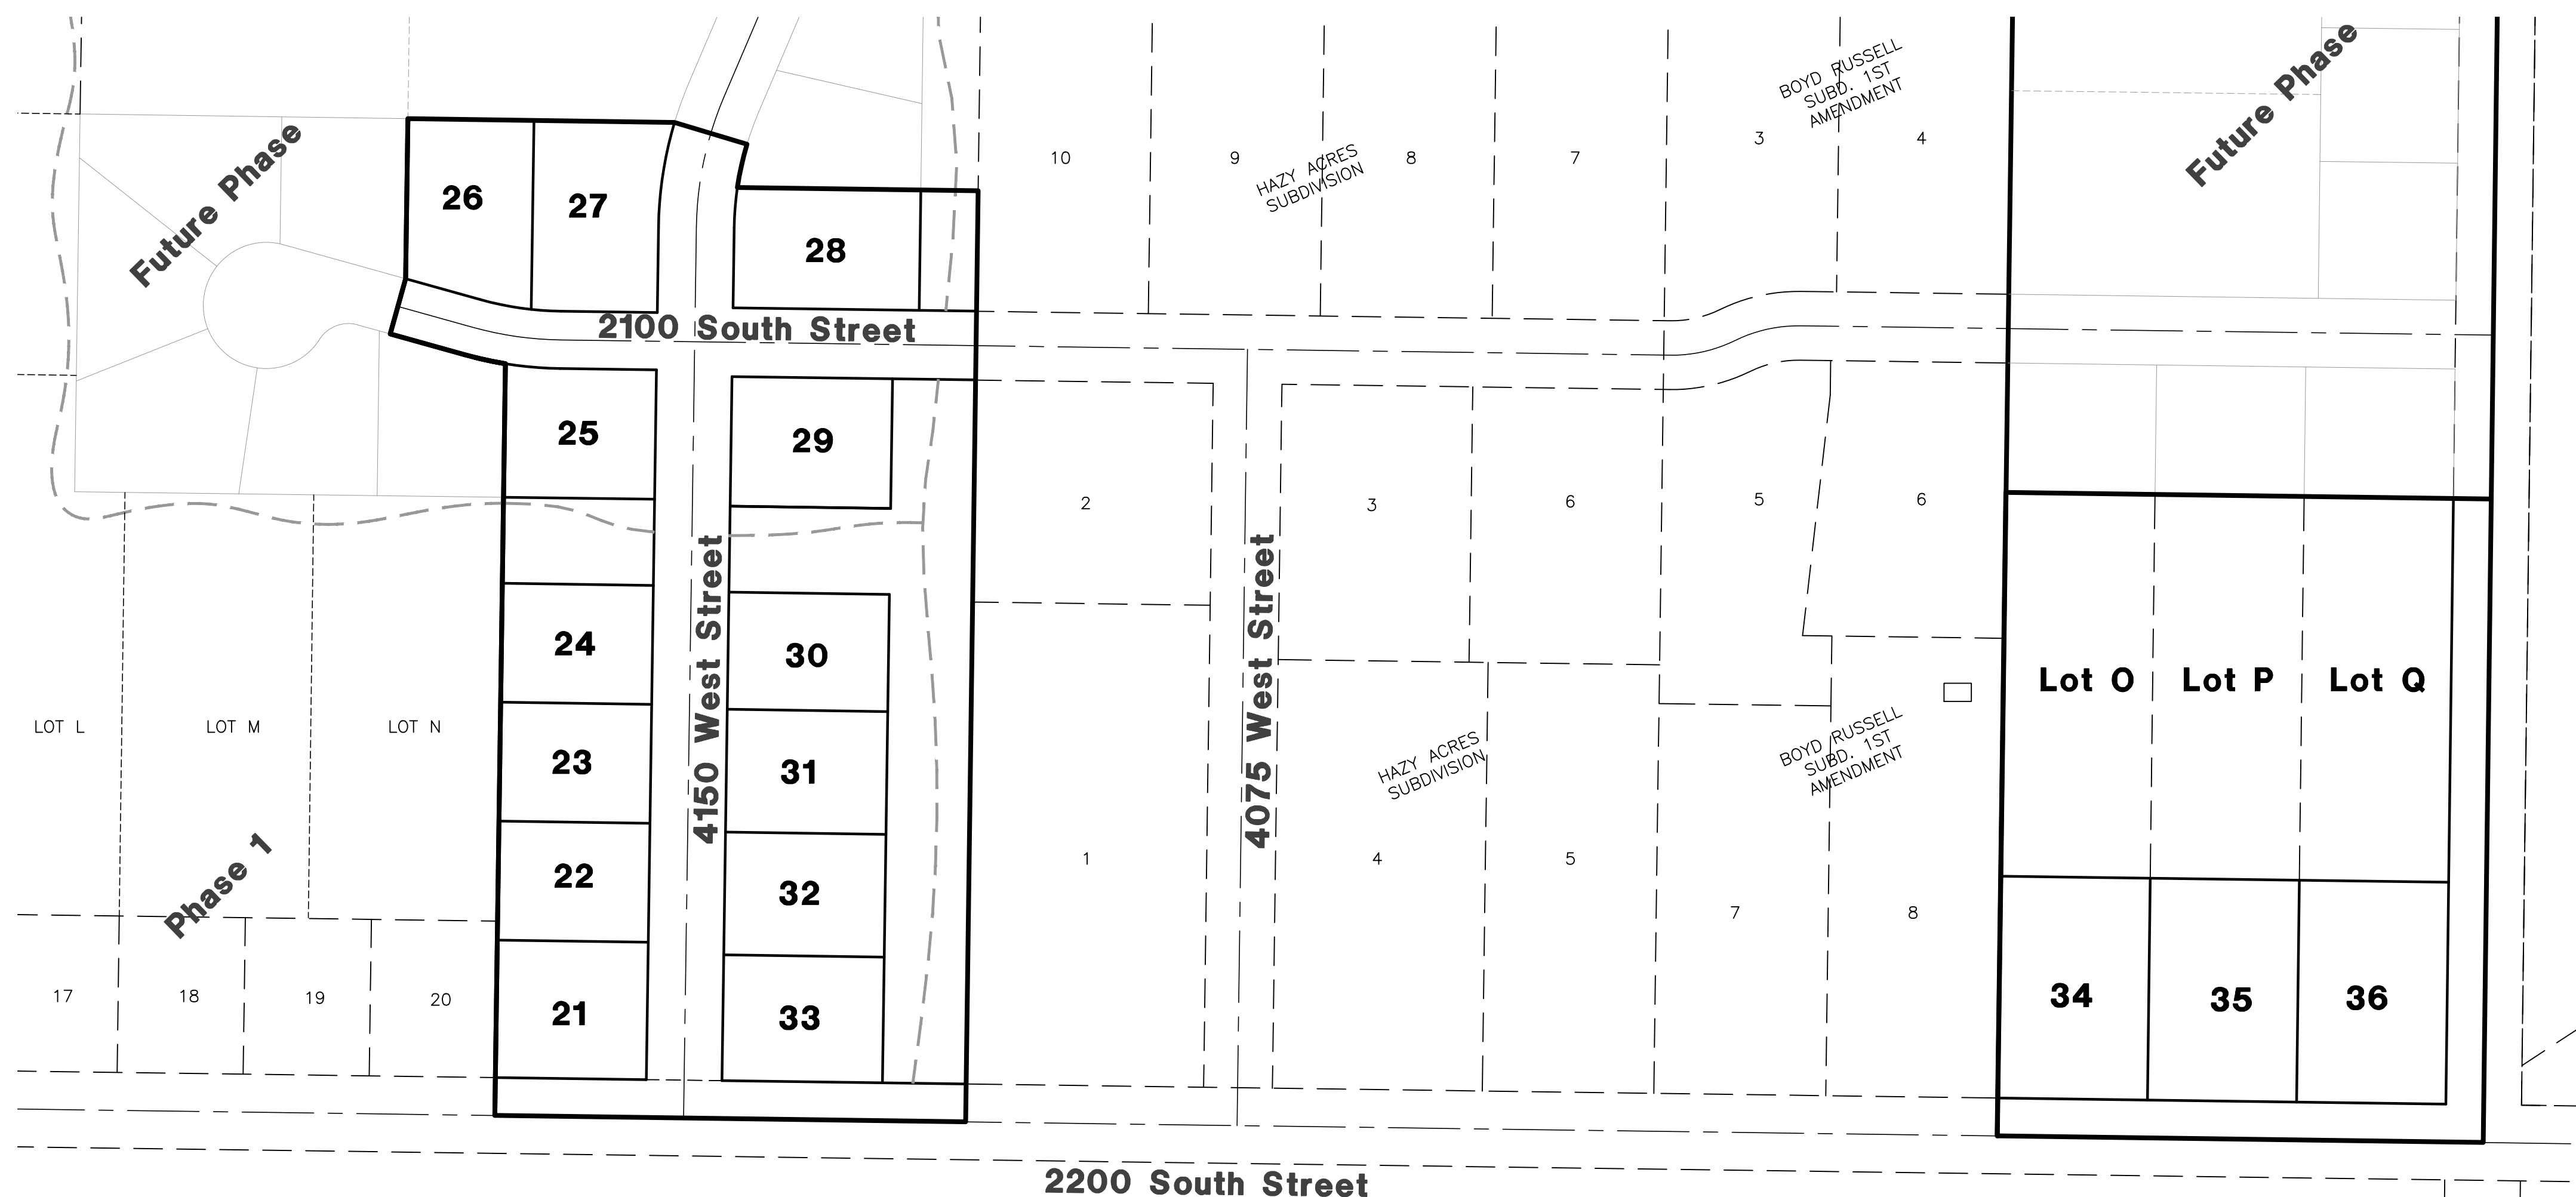 BOYD RUSSELL
SUBD. 1ST
AMENDMENT
Future Phase
Future Phase
10
9
8
7
3
4
HAZY ACRES
SUBDIVISION
26
27
28
2100 South Street
25
29
2
3
6
5
6
24
30
4150 West Street
4075 West Street
Lot O
Lot P
Lot Q
LOT L
LOT M
LOT N
23
31
HAZY ACRES
SUBDIVISION
BOYD RUSSELL
SUBD. 1ST
AMENDMENT
Phase 1
22
32
1
4
5
7
8
17
18
19
20
21
33
34
35
36
2200 South Street